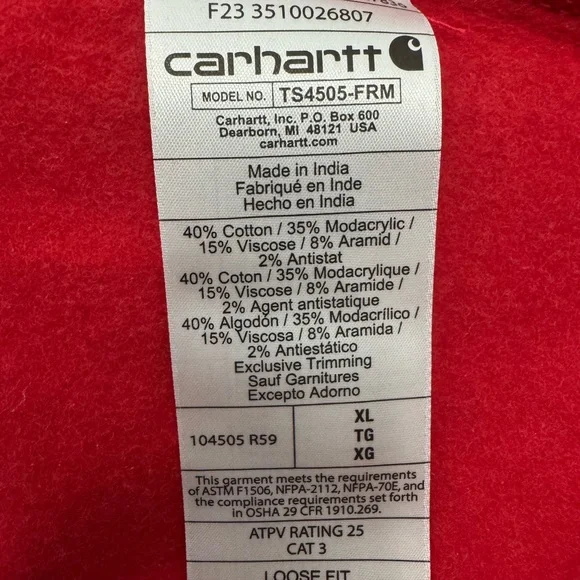 F23 3510026807
carhartt
MODEL NO. TS4505-FRM
Carhartt, Inc. P.O. Box 600
Dearborn, MI 48121 USA
carhartt.com
Made in India
Fabriqué en Inde
Hecho en India
40% Cotton / 35% Modacrylic /
15% Viscose / 8% Aramid /
2% Antistat
40% Coton / 35% Modacrylique /
15% Viscose / 8% Aramide /
2% Agent antistatique
40% Algodón / 35% Modacrílico /
15% Viscosa / 8% Aramida /
2% Antiestático
Exclusive Trimming
Sauf Garnitures
Excepto Adorno
104505 R59
XL
TG
XG
This garment meets the requirements
of ASTM F1506, NFPA-2112, NFPA-70E, and
the compliance requirements set forth
in OSHA 29 CFR 1910.269.
ATPV RATING 25
CAT 3
LOOSE FIT